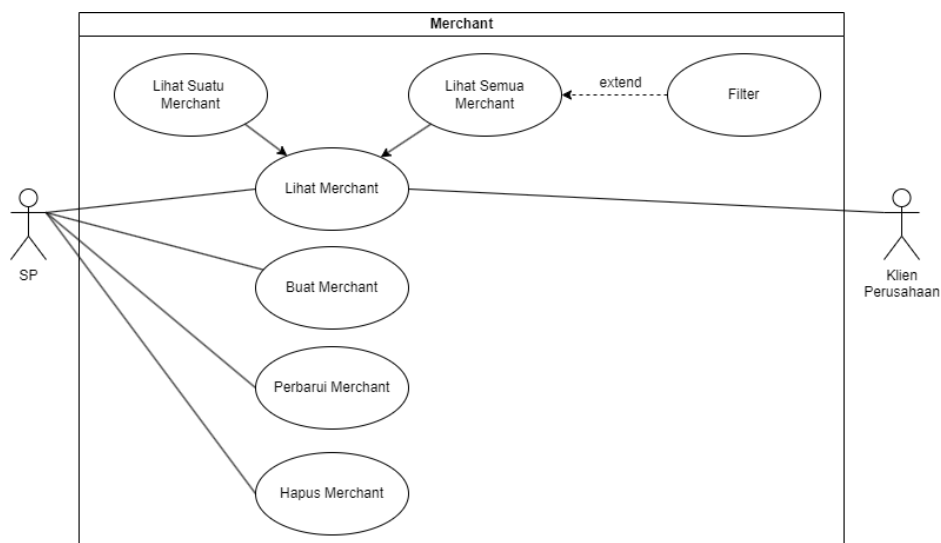 Merchant
Lihat Suatu
Merchant
Lihat Semua
Merchant
extend
Filter
Lihat Merchant
SP
Klien
Perusahaan
Buat Merchant
Perbarui Merchant
Hapus Merchant